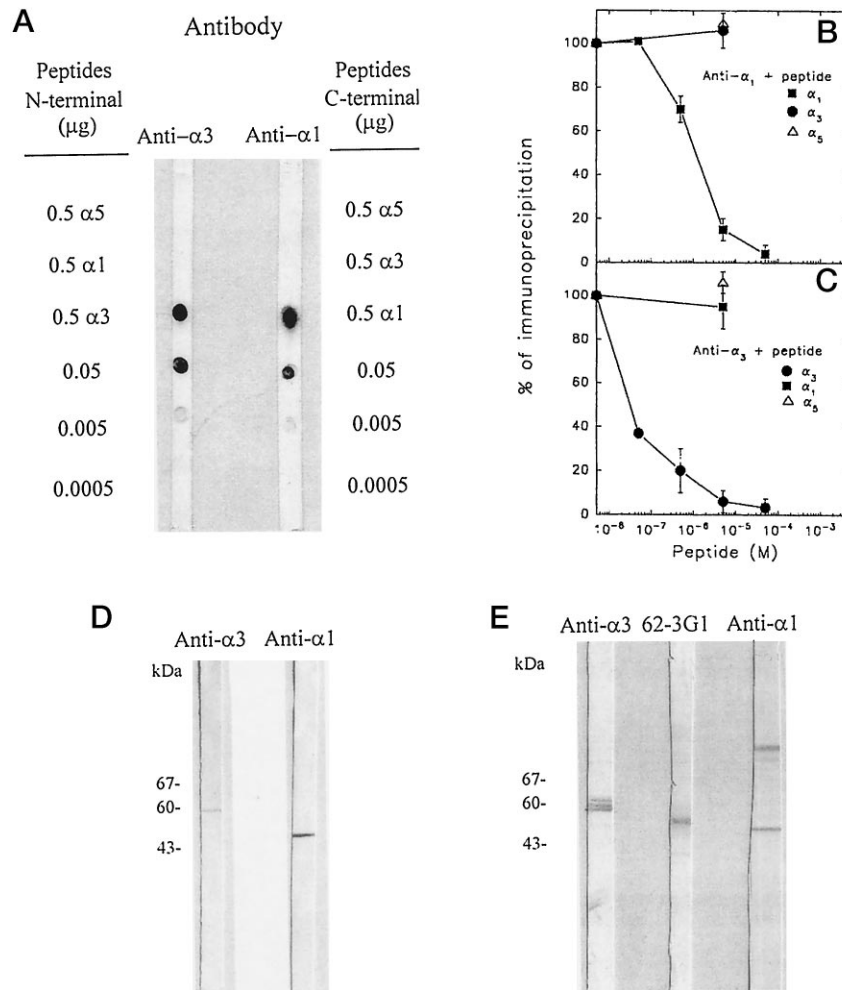 A
Antibody
Peptides
N-terminal
(μg)
Anti-α3
Anti-α1
Peptides
C-terminal
(μg)
0.5 α5
0.5 α5
0.5 α1
0.5 α3
0.5 α3
0.5 α1
0.05
0.05
0.005
0.005
0.0005
0.0005
B
100
80
60
40
20
0
Anti-α₁ + peptide
α₁
α₃
α₅
% of immunoprecipitation
C
100
80
60
40
20
0
Anti-α₃ + peptide
α₃
α₁
α₅
10⁻⁸ 10⁻⁷ 10⁻⁶ 10⁻⁵ 10⁻⁴ 10⁻³
Peptide (M)
D
Anti-α3 Anti-α1
kDa
67-
60-
43-
E
Anti-α3 62-3G1 Anti-α1
kDa
67-
60-
43-